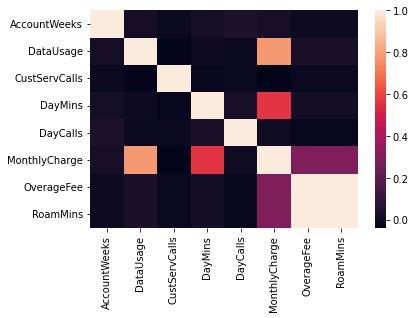 AccountWeeks
DataUsage
CustServCalls
DayMins
DayCalls
MonthlyCharge
OverageFee
RoamMins
AccountWeeks
DataUsage
CustServCalls
DayMins
DayCalls
MonthlyCharge
OverageFee
RoamMins
1.0
0.8
0.6
0.4
0.2
0.0